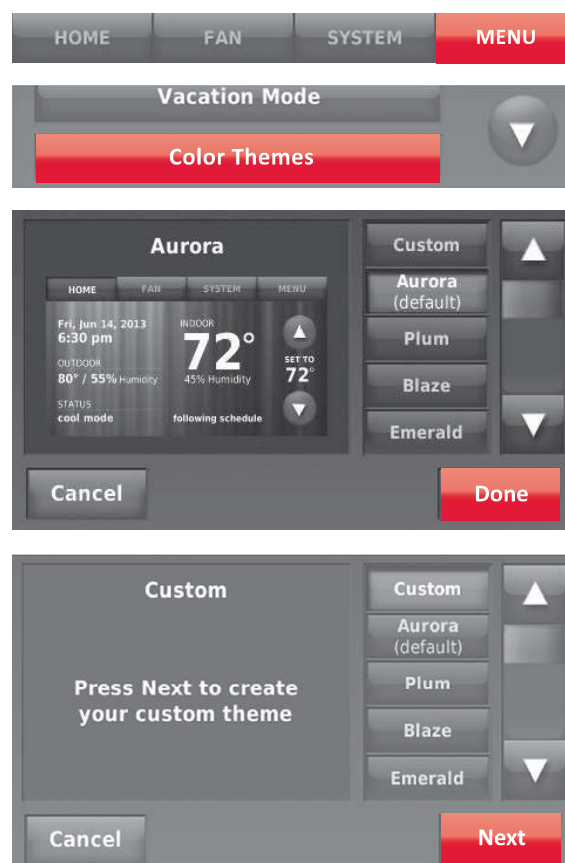 HOME FAN SYSTEM MENU
Vacation Mode
Color Themes
Aurora
HOME FAN SYSTEM MENU
Fri, Jun 14, 2013
6:30 pm
OUTDOOR
80° / 55% Humidity
STATUS
cool mode
INDOOR
72°
45% Humidity
following schedule
SET TO
72°
Custom
Aurora
(default)
Plum
Blaze
Emerald
Cancel
Done
Custom
Press Next to create
your custom theme
Custom
Aurora
(default)
Plum
Blaze
Emerald
Cancel
Next